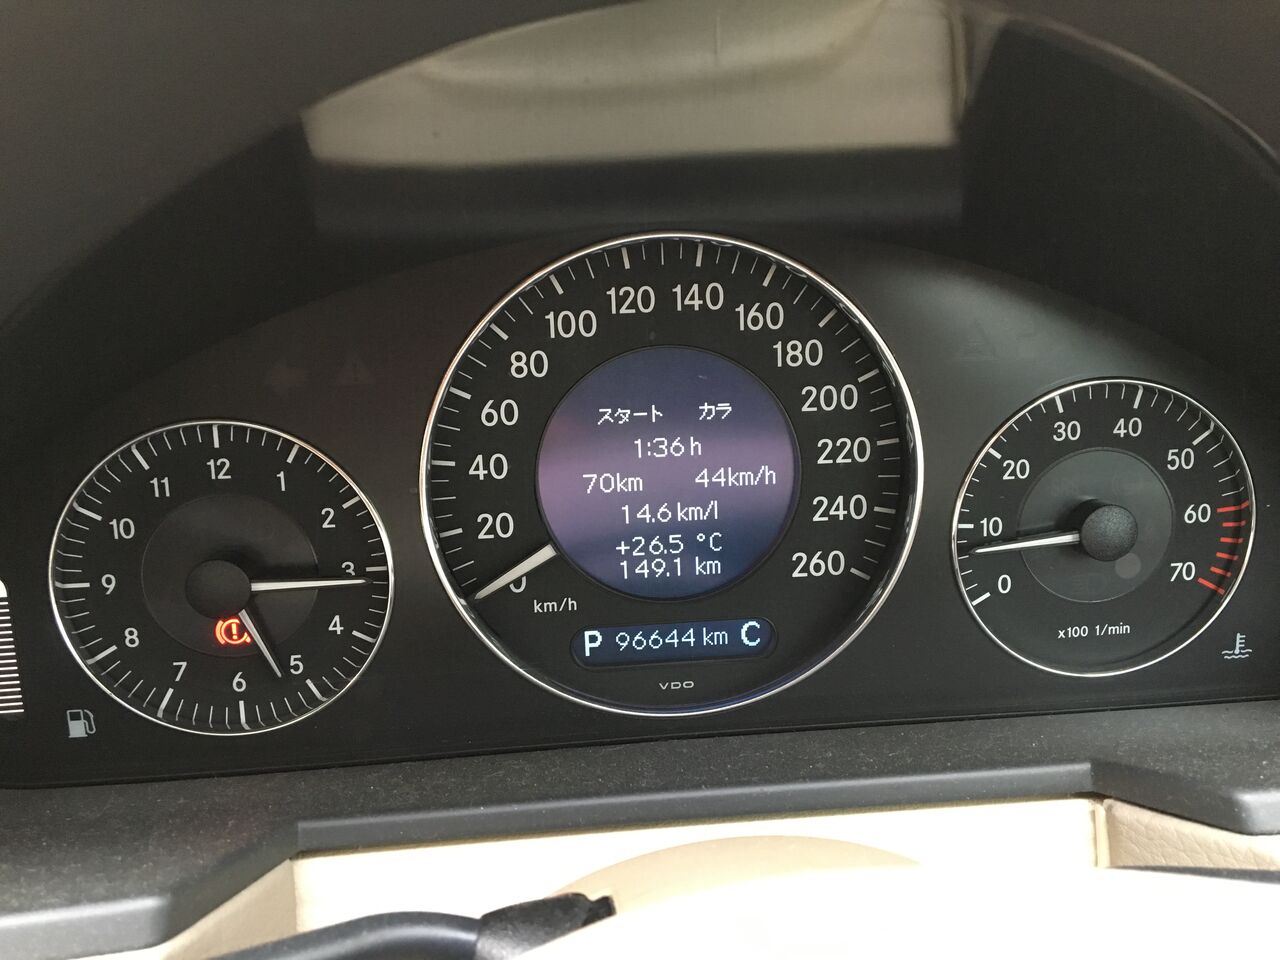 スタート カラ
1:36 h
70km 44km/h
14.6 km/l
+26.5 °C
149.1 km
0 20 40 60 80 100 120 140 160 180 200 220 240 260
km/h
P 96644 km C
VDO
12 1 2 3 4 5 6 7 8 9 10 11
0 10 20 30 40 50 60 70
x100 1/min